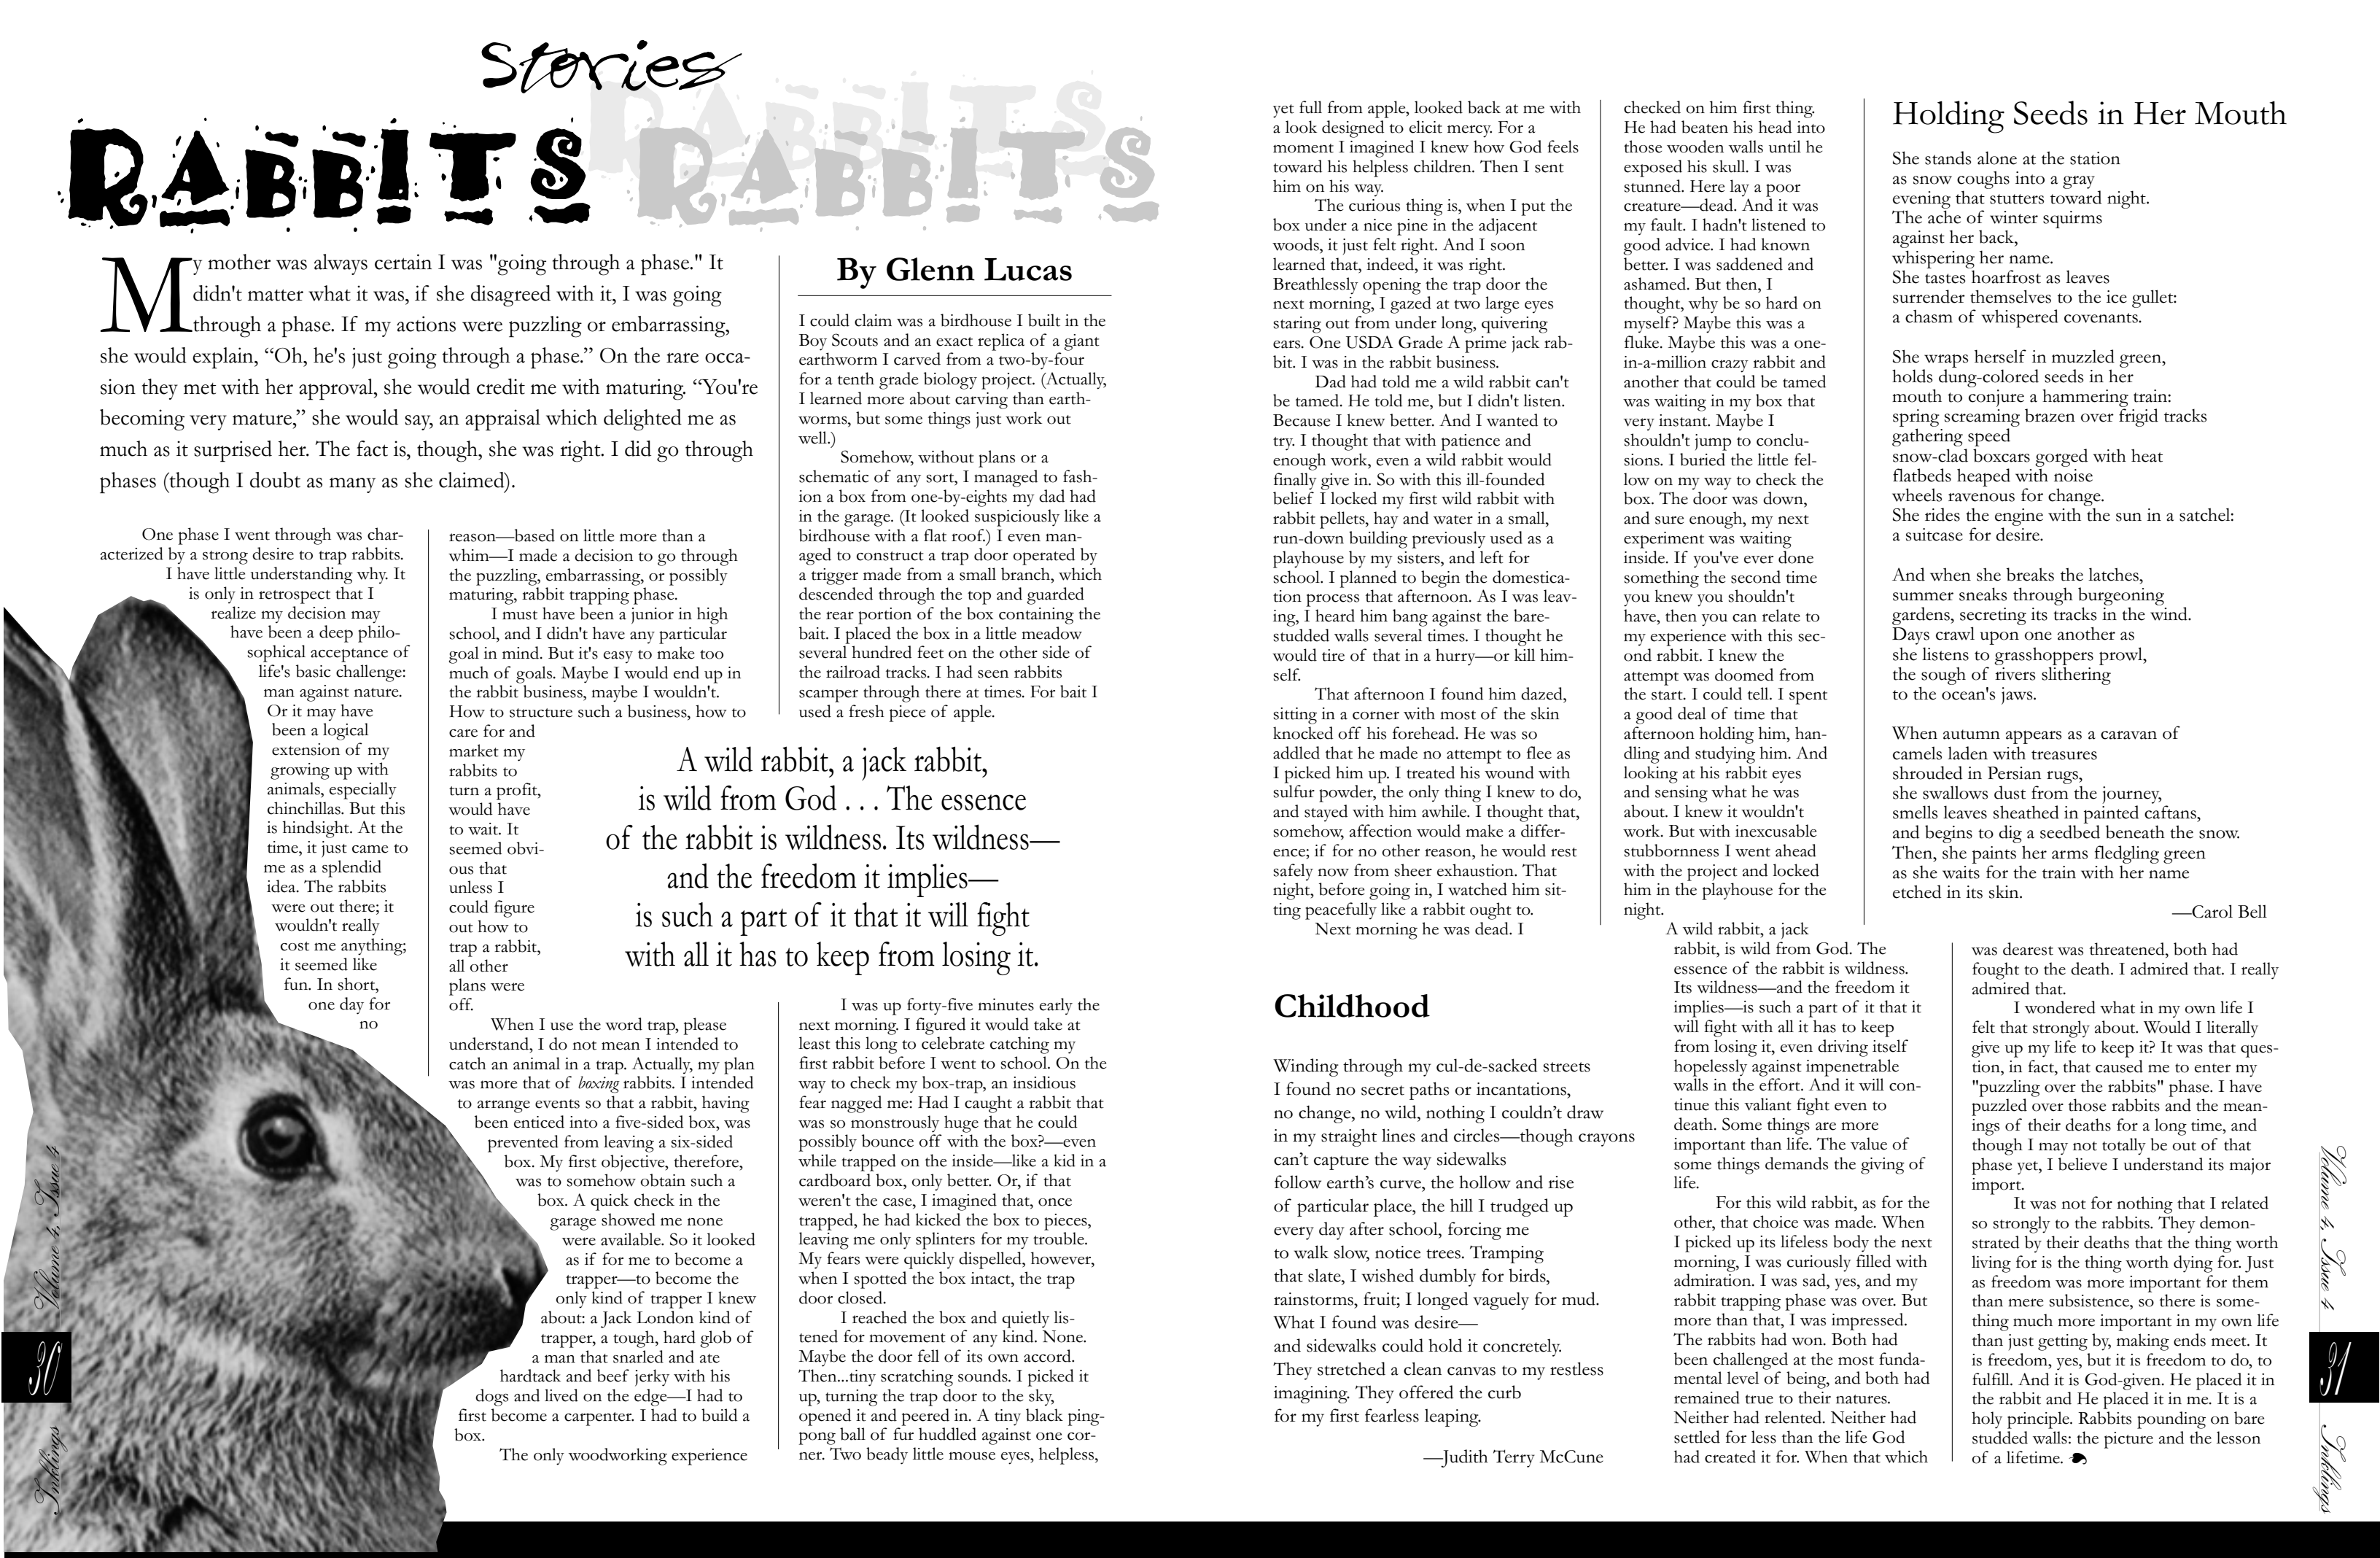 Stories
RABBITS RABBITS
RABBITS
My mother was always certain I was "going through a phase." It
didn't matter what it was, if she disagreed with it, I was going
through a phase. If my actions were puzzling or embarrassing,
she would explain, “Oh, he's just going through a phase.” On the rare occa-
sion they met with her approval, she would credit me with maturing. “You're
becoming very mature,” she would say, an appraisal which delighted me as
much as it surprised her. The fact is, though, she was right. I did go through
phases (though I doubt as many as she claimed).
By Glenn Lucas
One phase I went through was char-
acterized by a strong desire to trap rabbits.
I have little understanding why. It
is only in retrospect that I
realize my decision may
have been a deep philo-
sophical acceptance of
life's basic challenge:
man against nature.
Or it may have
been a logical
extension of my
growing up with
animals, especially
chinchillas. But this
is hindsight. At the
time, it just came to
me as a splendid
idea. The rabbits
were out there; it
wouldn't really
cost me anything;
it seemed like
fun. In short,
one day for
no
reason—based on little more than a
whim—I made a decision to go through
the puzzling, embarrassing, or possibly
maturing, rabbit trapping phase.
I must have been a junior in high
school, and I didn't have any particular
goal in mind. But it's easy to make too
much of goals. Maybe I would end up in
the rabbit business, maybe I wouldn't.
How to structure such a business, how to
care for and
market my
rabbits to
turn a profit,
would have
to wait. It
seemed obvi-
ous that
unless I
could figure
out how to
trap a rabbit,
all other
plans were
off.
When I use the word trap, please
understand, I do not mean I intended to
catch an animal in a trap. Actually, my plan
was more that of boxing rabbits. I intended
to arrange events so that a rabbit, having
been enticed into a five-sided box, was
prevented from leaving a six-sided
box. My first objective, therefore,
was to somehow obtain such a
box. A quick check in the
garage showed me none
were available. So it looked
as if for me to become a
trapper—to become the
only kind of trapper I knew
about: a Jack London kind of
trapper, a tough, hard glob of
a man that snarled and ate
hardtack and beef jerky with his
dogs and lived on the edge—I had to
first become a carpenter. I had to build a
box.
The only woodworking experience
I could claim was a birdhouse I built in the
Boy Scouts and an exact replica of a giant
earthworm I carved from a two-by-four
for a tenth grade biology project. (Actually,
I learned more about carving than earth-
worms, but some things just work out
well.)
Somehow, without plans or a
schematic of any sort, I managed to fash-
ion a box from one-by-eights my dad had
in the garage. (It looked suspiciously like a
birdhouse with a flat roof.) I even man-
aged to construct a trap door operated by
a trigger made from a small branch, which
descended through the top and guarded
the rear portion of the box containing the
bait. I placed the box in a little meadow
several hundred feet on the other side of
the railroad tracks. I had seen rabbits
scamper through there at times. For bait I
used a fresh piece of apple.
A wild rabbit, a jack rabbit,
is wild from God . . . The essence
of the rabbit is wildness. Its wildness—
and the freedom it implies—
is such a part of it that it will fight
with all it has to keep from losing it.
I was up forty-five minutes early the
next morning. I figured it would take at
least this long to celebrate catching my
first rabbit before I went to school. On the
way to check my box-trap, an insidious
fear nagged me: Had I caught a rabbit that
was so monstrously huge that he could
possibly bounce off with the box?—even
while trapped on the inside—like a kid in a
cardboard box, only better. Or, if that
weren't the case, I imagined that, once
trapped, he had kicked the box to pieces,
leaving me only splinters for my trouble.
My fears were quickly dispelled, however,
when I spotted the box intact, the trap
door closed.
I reached the box and quietly lis-
tened for movement of any kind. None.
Maybe the door fell of its own accord.
Then...tiny scratching sounds. I picked it
up, turning the trap door to the sky,
opened it and peered in. A tiny black ping-
pong ball of fur huddled against one cor-
ner. Two beady little mouse eyes, helpless,
Volume 4, Issue 4
30
Inklings
yet full from apple, looked back at me with
a look designed to elicit mercy. For a
moment I imagined I knew how God feels
toward his helpless children. Then I sent
him on his way.
The curious thing is, when I put the
box under a nice pine in the adjacent
woods, it just felt right. And I soon
learned that, indeed, it was right.
Breathlessly opening the trap door the
next morning, I gazed at two large eyes
staring out from under long, quivering
ears. One USDA Grade A prime jack rab-
bit. I was in the rabbit business.
Dad had told me a wild rabbit can't
be tamed. He told me, but I didn't listen.
Because I knew better. And I wanted to
try. I thought that with patience and
enough work, even a wild rabbit would
finally give in. So with this ill-founded
belief I locked my first wild rabbit with
rabbit pellets, hay and water in a small,
run-down building previously used as a
playhouse by my sisters, and left for
school. I planned to begin the domestica-
tion process that afternoon. As I was leav-
ing, I heard him bang against the bare-
studded walls several times. I thought he
would tire of that in a hurry—or kill him-
self.
That afternoon I found him dazed,
sitting in a corner with most of the skin
knocked off his forehead. He was so
addled that he made no attempt to flee as
I picked him up. I treated his wound with
sulfur powder, the only thing I knew to do,
and stayed with him awhile. I thought that,
somehow, affection would make a differ-
ence; if for no other reason, he would rest
safely now from sheer exhaustion. That
night, before going in, I watched him sit-
ting peacefully like a rabbit ought to.
Next morning he was dead. I
checked on him first thing.
He had beaten his head into
those wooden walls until he
exposed his skull. I was
stunned. Here lay a poor
creature—dead. And it was
my fault. I hadn't listened to
good advice. I had known
better. I was saddened and
ashamed. But then, I
thought, why be so hard on
myself? Maybe this was a
fluke. Maybe this was a one-
in-a-million crazy rabbit and
another that could be tamed
was waiting in my box that
very instant. Maybe I
shouldn't jump to conclu-
sions. I buried the little fel-
low on my way to check the
box. The door was down,
and sure enough, my next
experiment was waiting
inside. If you've ever done
something the second time
you knew you shouldn't
have, then you can relate to
my experience with this sec-
ond rabbit. I knew the
attempt was doomed from
the start. I could tell. I spent
a good deal of time that
afternoon holding him, han-
dling and studying him. And
looking at his rabbit eyes
and sensing what he was
about. I knew it wouldn't
work. But with inexcusable
stubbornness I went ahead
with the project and locked
him in the playhouse for the
night.
A wild rabbit, a jack
rabbit, is wild from God. The
essence of the rabbit is wildness.
Its wildness—and the freedom it
implies—is such a part of it that it
will fight with all it has to keep
from losing it, even driving itself
hopelessly against impenetrable
walls in the effort. And it will con-
tinue this valiant fight even to
death. Some things are more
important than life. The value of
some things demands the giving of
life.
For this wild rabbit, as for the
other, that choice was made. When
I picked up its lifeless body the next
morning, I was curiously filled with
admiration. I was sad, yes, and my
rabbit trapping phase was over. But
more than that, I was impressed.
The rabbits had won. Both had
been challenged at the most funda-
mental level of being, and both had
remained true to their natures.
Neither had relented. Neither had
settled for less than the life God
had created it for. When that which
was dearest was threatened, both had
fought to the death. I admired that. I really
admired that.
I wondered what in my own life I
felt that strongly about. Would I literally
give up my life to keep it? It was that ques-
tion, in fact, that caused me to enter my
"puzzling over the rabbits" phase. I have
puzzled over those rabbits and the mean-
ings of their deaths for a long time, and
though I may not totally be out of that
phase yet, I believe I understand its major
import.
It was not for nothing that I related
so strongly to the rabbits. They demon-
strated by their deaths that the thing worth
living for is the thing worth dying for. Just
as freedom was more important for them
than mere subsistence, so there is some-
thing much more important in my own life
than just getting by, making ends meet. It
is freedom, yes, but it is freedom to do, to
fulfill. And it is God-given. He placed it in
the rabbit and He placed it in me. It is a
holy principle. Rabbits pounding on bare
studded walls: the picture and the lesson
of a lifetime.
Childhood
Winding through my cul-de-sacked streets
I found no secret paths or incantations,
no change, no wild, nothing I couldn’t draw
in my straight lines and circles—though crayons
can’t capture the way sidewalks
follow earth’s curve, the hollow and rise
of particular place, the hill I trudged up
every day after school, forcing me
to walk slow, notice trees. Tramping
that slate, I wished dumbly for birds,
rainstorms, fruit; I longed vaguely for mud.
What I found was desire—
and sidewalks could hold it concretely.
They stretched a clean canvas to my restless
imagining. They offered the curb
for my first fearless leaping.
—Judith Terry McCune
Holding Seeds in Her Mouth
She stands alone at the station
as snow coughs into a gray
evening that stutters toward night.
The ache of winter squirms
against her back,
whispering her name.
She tastes hoarfrost as leaves
surrender themselves to the ice gullet:
a chasm of whispered covenants.
She wraps herself in muzzled green,
holds dung-colored seeds in her
mouth to conjure a hammering train:
spring screaming brazen over frigid tracks
gathering speed
snow-clad boxcars gorged with heat
flatbeds heaped with noise
wheels ravenous for change.
She rides the engine with the sun in a satchel:
a suitcase for desire.
And when she breaks the latches,
summer sneaks through burgeoning
gardens, secreting its tracks in the wind.
Days crawl upon one another as
she listens to grasshoppers prowl,
the sough of rivers slithering
to the ocean's jaws.
When autumn appears as a caravan of
camels laden with treasures
shrouded in Persian rugs,
she swallows dust from the journey,
smells leaves sheathed in painted caftans,
and begins to dig a seedbed beneath the snow.
Then, she paints her arms fledgling green
as she waits for the train with her name
etched in its skin.
—Carol Bell
Volume 4, Issue 4
31
Inklings